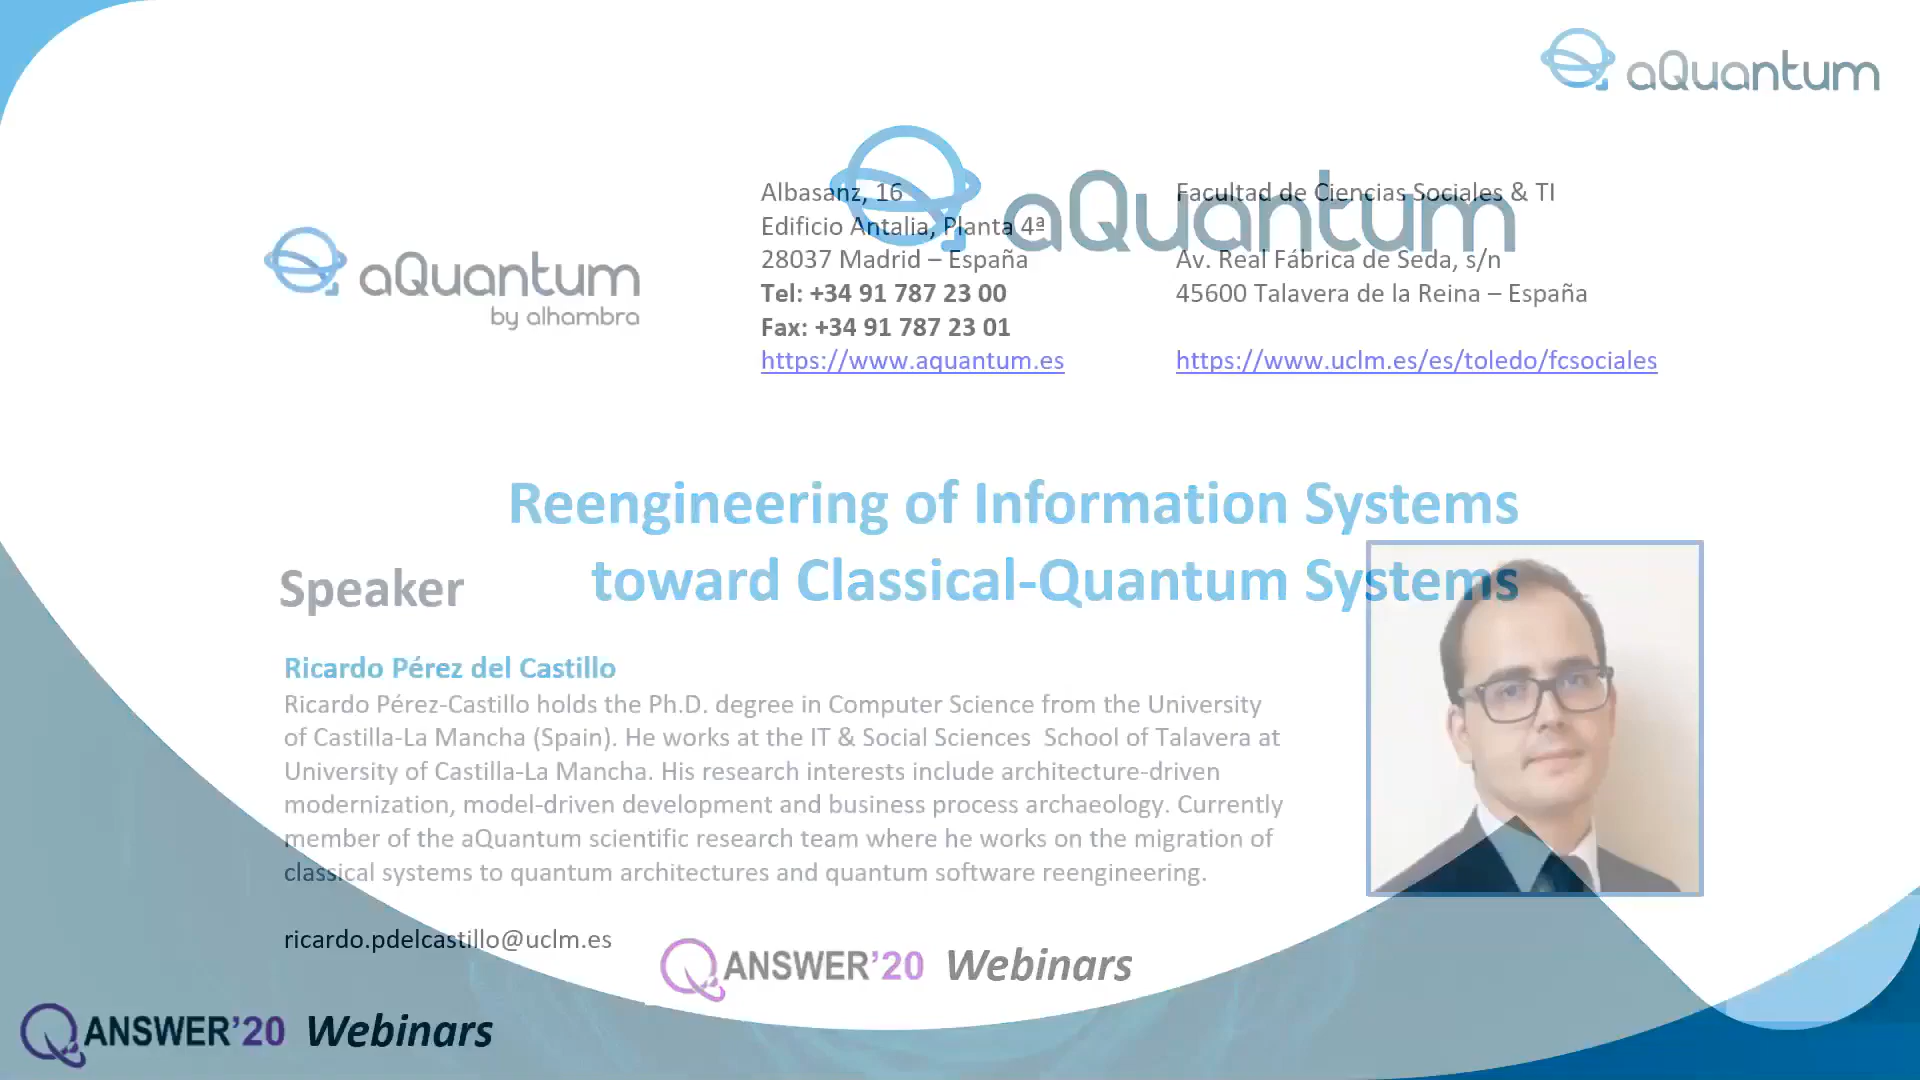 aQuantum
aQuantum
aQuantum
by alhambra
Albasanz, 16
Edificio Antalia, Planta 4ª
28037 Madrid – España
Tel: +34 91 787 23 00
Fax: +34 91 787 23 01
https://www.aquantum.es
Facultad de Ciencias Sociales & TI
Av. Real Fábrica de Seda, s/n
45600 Talavera de la Reina – España
https://www.uclm.es/es/toledo/fcsociales
Reengineering of Information Systems
toward Classical-Quantum Systems
Speaker
Ricardo Pérez del Castillo
Ricardo Pérez-Castillo holds the Ph.D. degree in Computer Science from the University
of Castilla-La Mancha (Spain). He works at the IT & Social Sciences School of Talavera at
University of Castilla-La Mancha. His research interests include architecture-driven
modernization, model-driven development and business process archaeology. Currently
member of the aQuantum scientific research team where he works on the migration of
classical systems to quantum architectures and quantum software reengineering.
ricardo.pdelcastillo@uclm.es
QANSWER'20 Webinars
QANSWER'20 Webinars